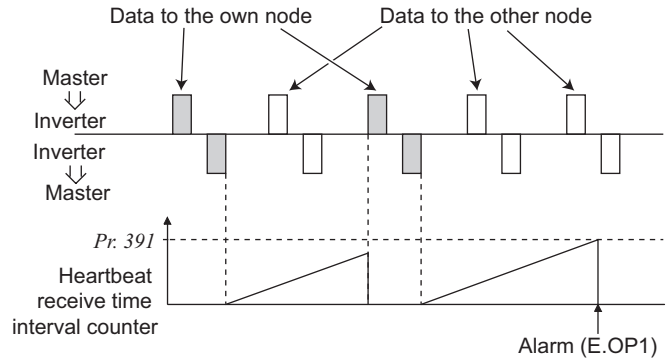 Data to the own node
Data to the other node
Master
Inverter
Inverter
Master
Pr. 391
Heartbeat
receive time
interval counter
Alarm (E.OP1)